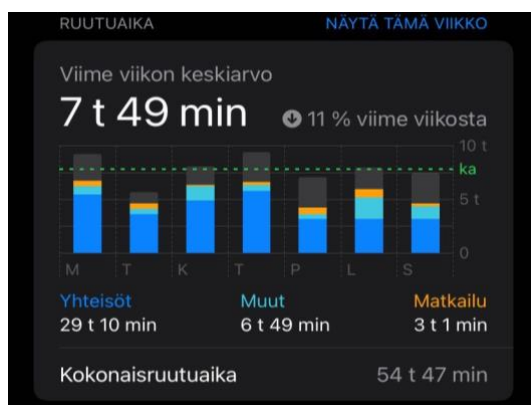 RUUTUAIKA NÄYTÄ TÄMÄ VIIKKO
Viime viikon keskiarvo
7 t 49 min 11 % viime viikosta
10 t
ka
5 t
0
M T K T P L S
Yhteisöt Muut Matkailu
29 t 10 min 6 t 49 min 3 t 1 min
Kokonaisruutuaika 54 t 47 min